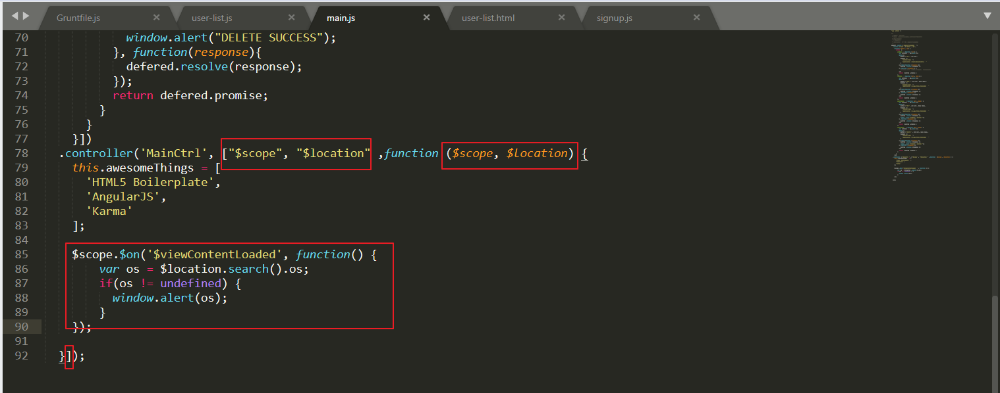 Gruntfile.js × user-list.js × main.js × user-list.html × signup.js ×
70 window.alert("DELETE SUCCESS");
71 }, function(response){
72 defered.resolve(response);
73 });
74 return defered.promise;
75 }
76 }
77 }])
78 .controller('MainCtrl', ["$scope", "$location" ,function ($scope, $location) {
79 this.awesomeThings = [
80 'HTML5 Boilerplate',
81 'AngularJS',
82 'Karma'
83 ];
84
85 $scope.$on('$viewContentLoaded', function() {
86 var os = $location.search().os;
87 if(os != undefined) {
88 window.alert(os);
89 }
90 });
91
92 }]);